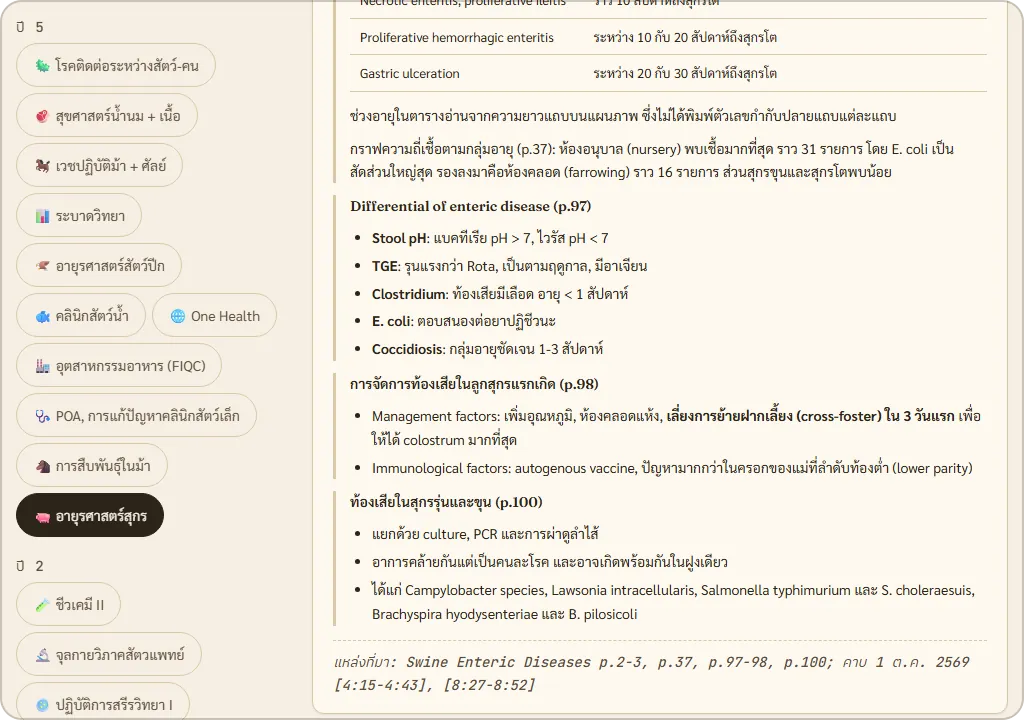 ปี 5
โรคติดต่อระหว่างสัตว์-คน
สุขศาสตร์น้ำนม + เนื้อ
เวชปฏิบัติม้า + ศัลย์
ระบาดวิทยา
อายุรศาสตร์สัตว์ปีก
คลินิกสัตว์น้ำ
One Health
อุตสาหกรรมอาหาร (FIQC)
POA, การแก้ปัญหาคลินิกสัตว์เล็ก
การสืบพันธุ์ในม้า
อายุรศาสตร์สุกร
ปี 2
ชีวเคมี II
จุลกายวิภาคสัตวแพทย์
ปฏิบัติการสรีรวิทยา I
Necrotic enteritis, proliferative ileitis ราว 10 สัปดาห์ถึงสุกรโต
Proliferative hemorrhagic enteritis ระหว่าง 10 กับ 20 สัปดาห์ถึงสุกรโต
Gastric ulceration ระหว่าง 20 กับ 30 สัปดาห์ถึงสุกรโต
ช่วงอายุในตารางอ่านจากความยาวแถบบนแผนภาพ ซึ่งไม่ได้พิมพ์ตัวเลขกำกับปลายแถบแต่ละแถบ
กราฟความถี่เชื้อตามกลุ่มอายุ (p.37): ห้องอนุบาล (nursery) พบเชื้อมากที่สุด ราว 31 รายการ โดย E. coli เป็น
สัดส่วนใหญ่สุด รองลงมาคือห้องคลอด (farrowing) ราว 16 รายการ ส่วนสุกรขุนและสุกรโตพบน้อย
Differential of enteric disease (p.97)
• Stool pH: แบคทีเรีย pH > 7, ไวรัส pH < 7
• TGE: รุนแรงกว่า Rota, เป็นตามฤดูกาล, มีอาเจียน
• Clostridium: ท้องเสียมีเลือด อายุ < 1 สัปดาห์
• E. coli: ตอบสนองต่อยาปฏิชีวนะ
• Coccidiosis: กลุ่มอายุชัดเจน 1-3 สัปดาห์
การจัดการท้องเสียในลูกสุกรแรกเกิด (p.98)
• Management factors: เพิ่มอุณหภูมิ, ห้องคลอดแห้ง, เลี่ยงการย้ายฝากเลี้ยง (cross-foster) ใน 3 วันแรก เพื่อ
ให้ได้ colostrum มากที่สุด
• Immunological factors: autogenous vaccine, ปัญหามากกว่าในครอกของแม่ที่ลำดับท้องต่ำ (lower parity)
ท้องเสียในสุกรรุ่นและขุน (p.100)
• แยกด้วย culture, PCR และการผ่าดูลำไส้
• อาการคล้ายกันแต่เป็นคนละโรค และอาจเกิดพร้อมกันในฝูงเดียว
• ได้แก่ Campylobacter species, Lawsonia intracellularis, Salmonella typhimurium และ S. choleraesuis,
Brachyspira hyodysenteriae และ B. pilosicoli
แหล่งที่มา: Swine Enteric Diseases p.2-3, p.37, p.97-98, p.100; คาบ 1 ต.ค. 2569
[4:15-4:43], [8:27-8:52]